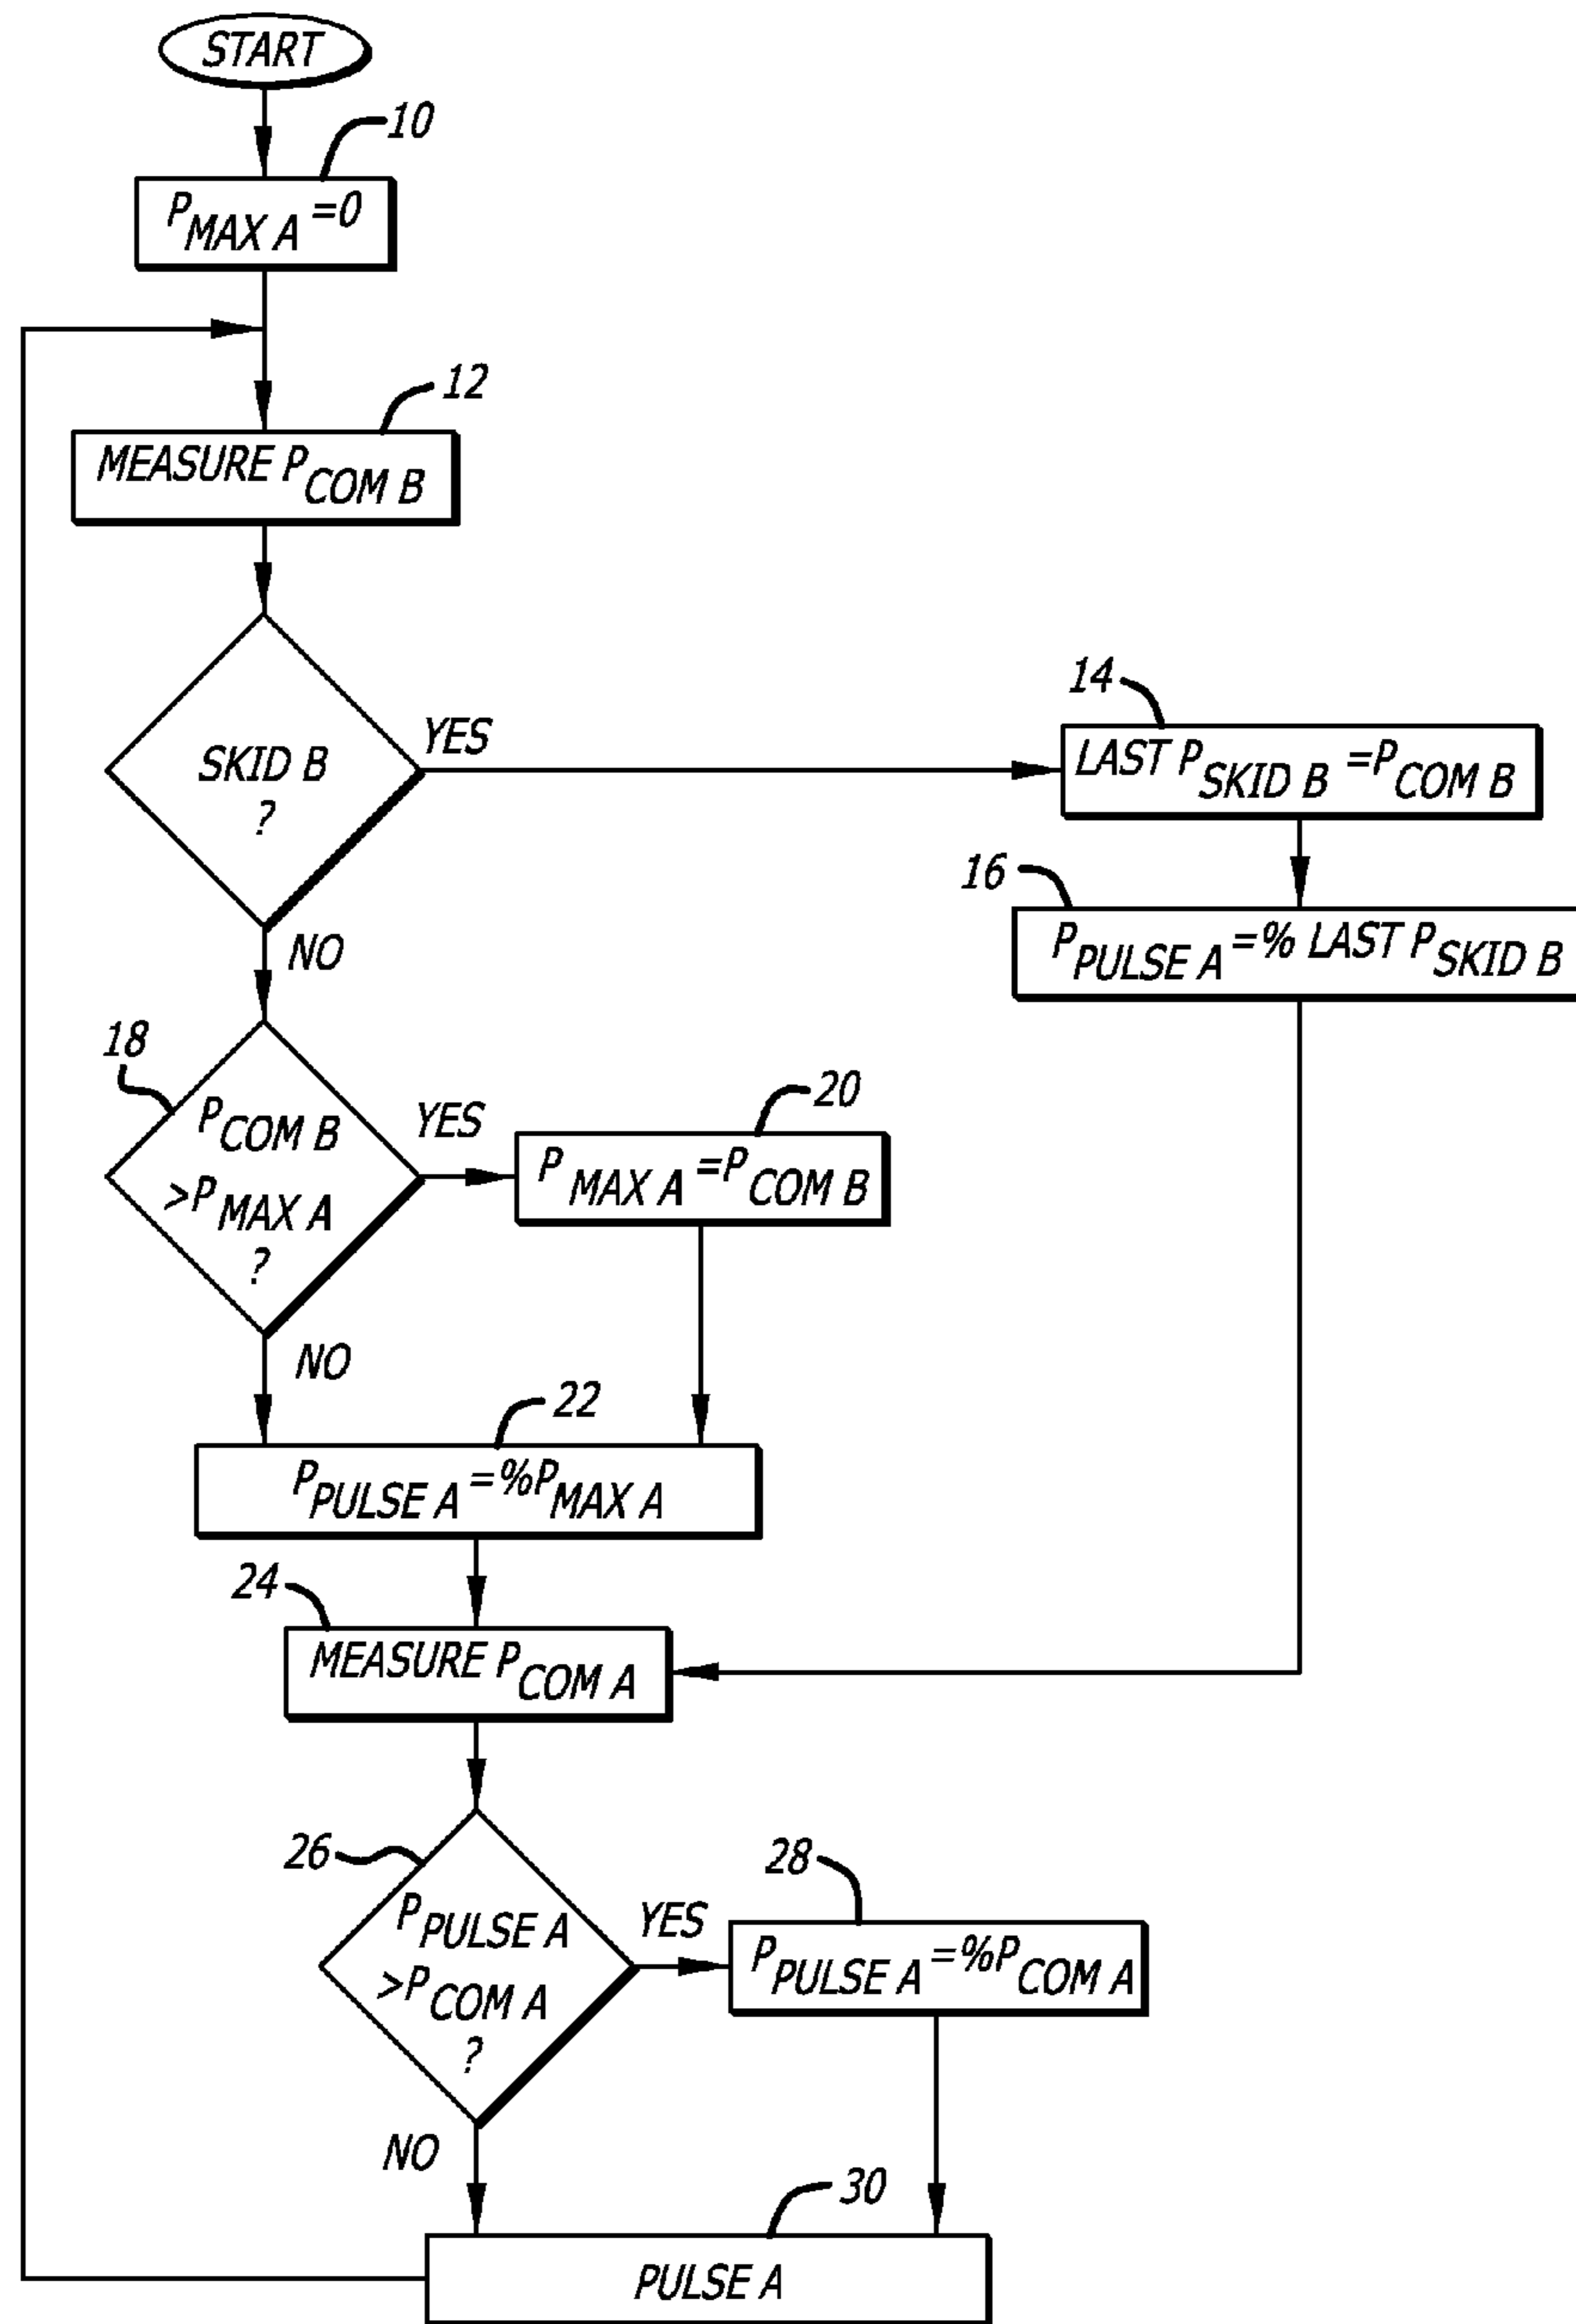 START
10
P MAX A =0
12
MEASURE P COM B
SKID B
?
YES
NO
14
LAST P SKID B =P COM B
16
P PULSE A =% LAST P SKID B
18
P COM B
>P MAX A
?
YES
NO
20
P MAX A =P COM B
22
P PULSE A =%P MAX A
24
MEASURE P COM A
26
P PULSE A
>P COM A
?
YES
NO
28
P PULSE A =%P COM A
30
PULSE A